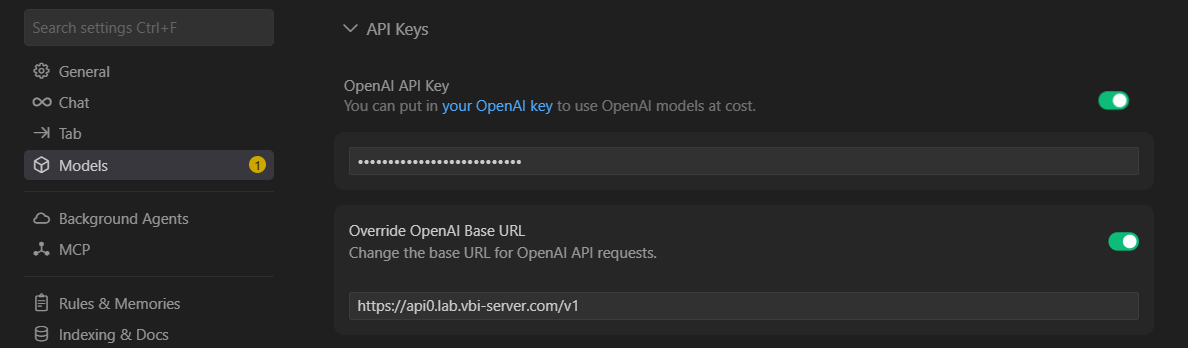 Search settings Ctrl+F
General
Chat
Tab
Models
1
Background Agents
MCP
Rules & Memories
Indexing & Docs
API Keys
OpenAI API Key
You can put in your OpenAI key to use OpenAI models at cost.
•••••••••••••••••••••••••••
Override OpenAI Base URL
Change the base URL for OpenAI API requests.
https://api0.lab.vbi-server.com/v1